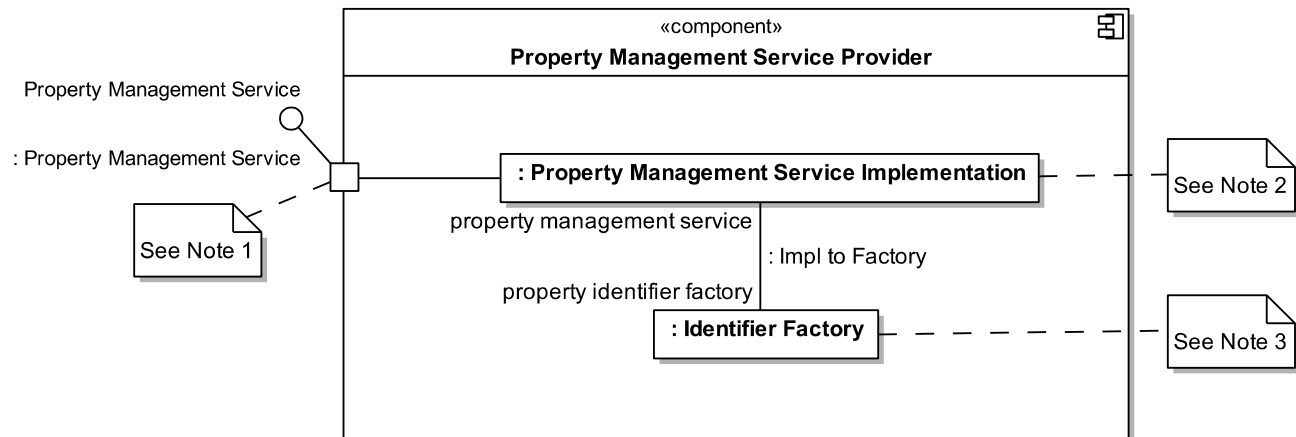 «component»
Property Management Service Provider
Property Management Service
: Property Management Service
: Property Management Service Implementation
See Note 2
property management service
See Note 1
: Impl to Factory
property identifier factory
: Identifier Factory
See Note 3